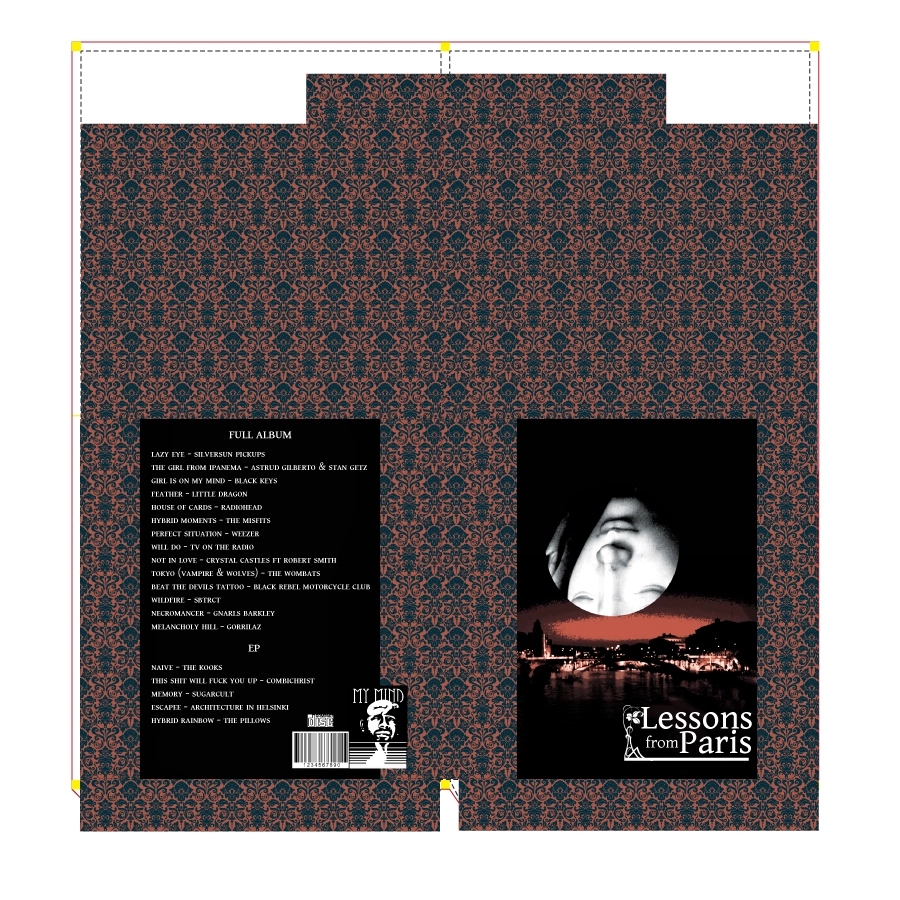 FULL ALBUM
LAZY EYE - SILVERSUN PICKUPS
THE GIRL FROM IPANEMA - ASTRUD GILBERTO & STAN GETZ
GIRL IS ON MY MIND - BLACK KEYS
FEATHER - LITTLE DRAGON
HOUSE OF CARDS - RADIOHEAD
HYBRID MOMENTS - THE MISFITS
PERFECT SITUATION - WEEZER
WILL DO - TV ON THE RADIO
NOT IN LOVE - CRYSTAL CASTLES FT ROBERT SMITH
TOKYO (VAMPIRE & WOLVES) - THE WOMBATS
BEAT THE DEVILS TATTOO - BLACK REBEL MOTORCYCLE CLUB
WILDFIRE - SBTRCT
NECROMANCER - GNARLS BARKLEY
MELANCHOLY HILL - GORRILAZ
EP
NAIVE - THE KOOKS
THIS SHIT WILL FUCK YOU UP - COMBICHRIST
MEMORY - SUGARCULT
ESCAPEE - ARCHITECTURE IN HELSINKI
HYBRID RAINBOW - THE PILLOWS
MY MIND
disc
1234567890
Lessons
from Paris